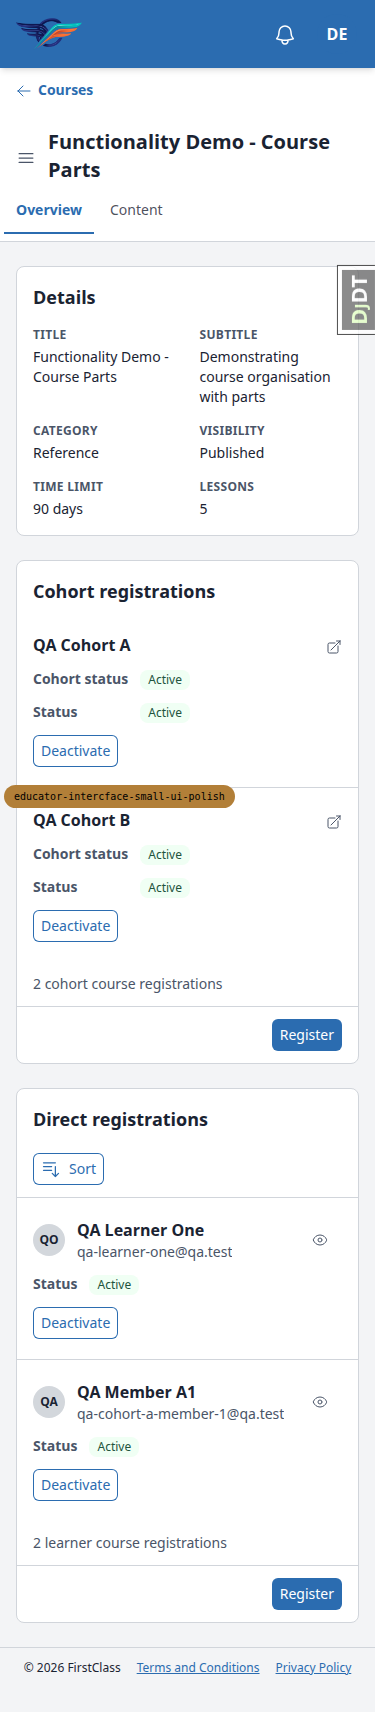 DE
Courses
Functionality Demo - Course
Parts
Overview
Content
DjDT
Details
TITLE
SUBTITLE
Functionality Demo -
Course Parts
Demonstrating
course organisation
with parts
CATEGORY
VISIBILITY
Reference
Published
TIME LIMIT
LESSONS
90 days
5
Cohort registrations
QA Cohort A
Cohort status Active
Status Active
Deactivate
educator-intercface-small-ui-polish
QA Cohort B
Cohort status Active
Status Active
Deactivate
2 cohort course registrations
Register
Direct registrations
Sort
QO
QA Learner One
qa-learner-one@qa.test
Status Active
Deactivate
QA
QA Member A1
qa-cohort-a-member-1@qa.test
Status Active
Deactivate
2 learner course registrations
Register
© 2026 FirstClass Terms and Conditions Privacy Policy